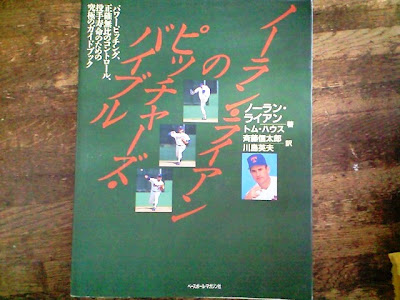 ノーラン・ライアン
の
ピッチャーズ・
バイブル
パワーピッチング、
正確無比のコントロール、
投手寿命のための
究極のガイドブック
ノーラン・
ライアン
トム・ハウス
著
斉藤信太郎
川島英夫
訳
ベースボール・マガジン社